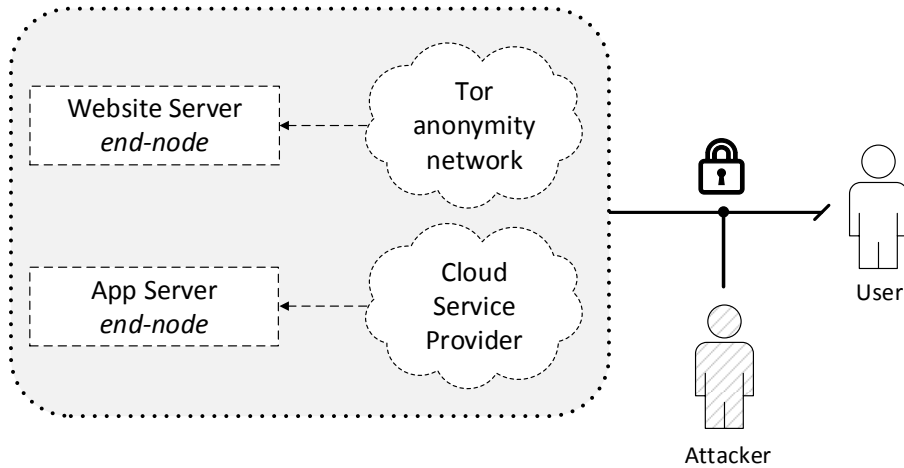 Website Server
end-node
Tor
anonymity
network
App Server
end-node
Cloud
Service
Provider
User
Attacker